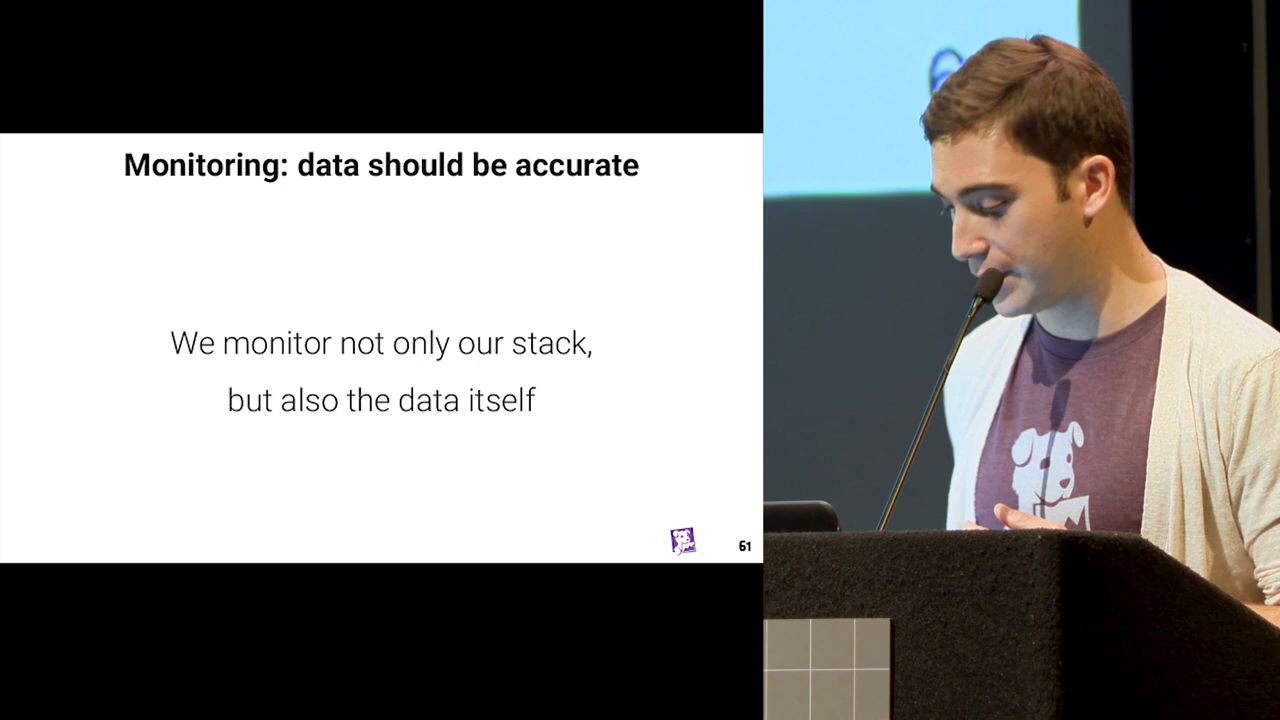 Monitoring: data should be accurate
We monitor not only our stack,
but also the data itself
61